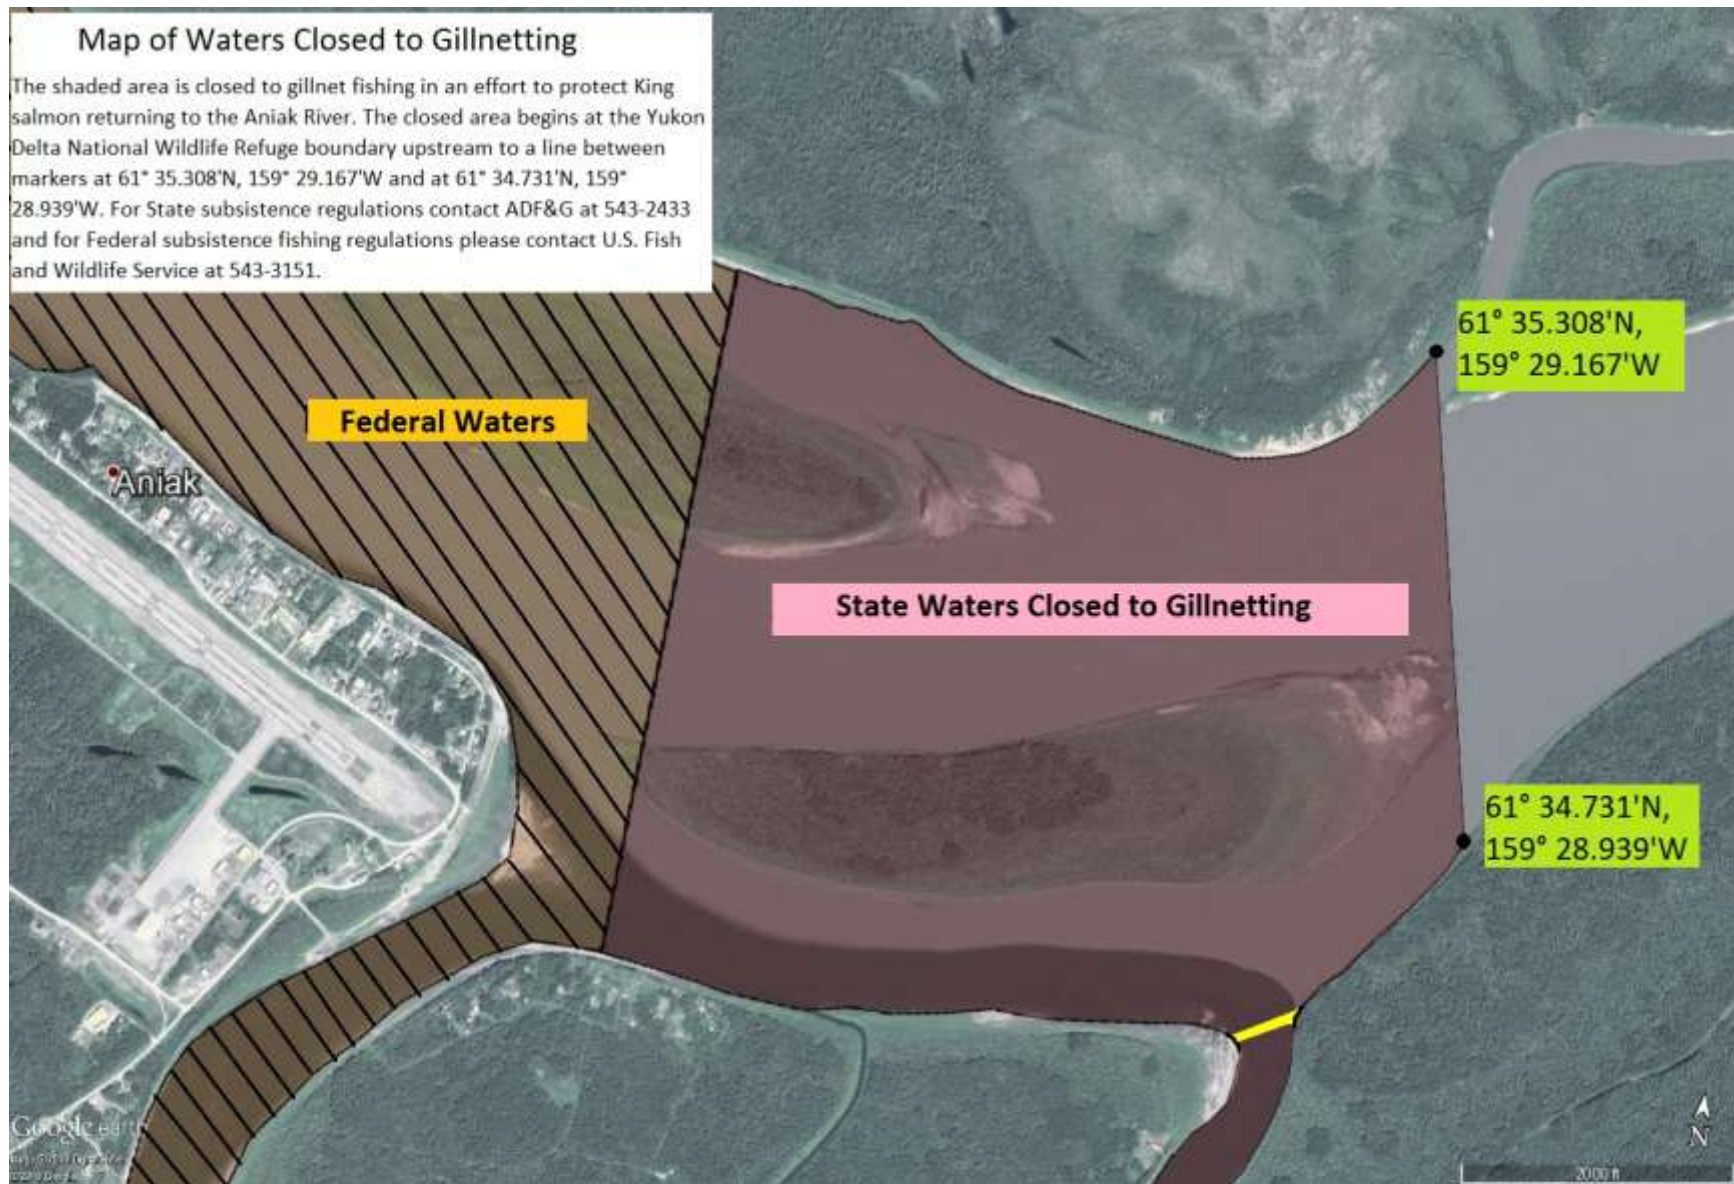 Map of Waters Closed to Gillnetting
The shaded area is closed to gillnet fishing in an effort to protect King
salmon returning to the Aniak River. The closed area begins at the Yukon
Delta National Wildlife Refuge boundary upstream to a line between
markers at 61° 35.308'N, 159° 29.167'W and at 61° 34.731'N, 159°
28.939'W. For State subsistence regulations contact ADF&G at 543-2433
and for Federal subsistence fishing regulations please contact U.S. Fish
and Wildlife Service at 543-3151.
61° 35.308'N,
159° 29.167'W
Federal Waters
Aniak
State Waters Closed to Gillnetting
61° 34.731'N,
159° 28.939'W
Google earth
N
2000 ft